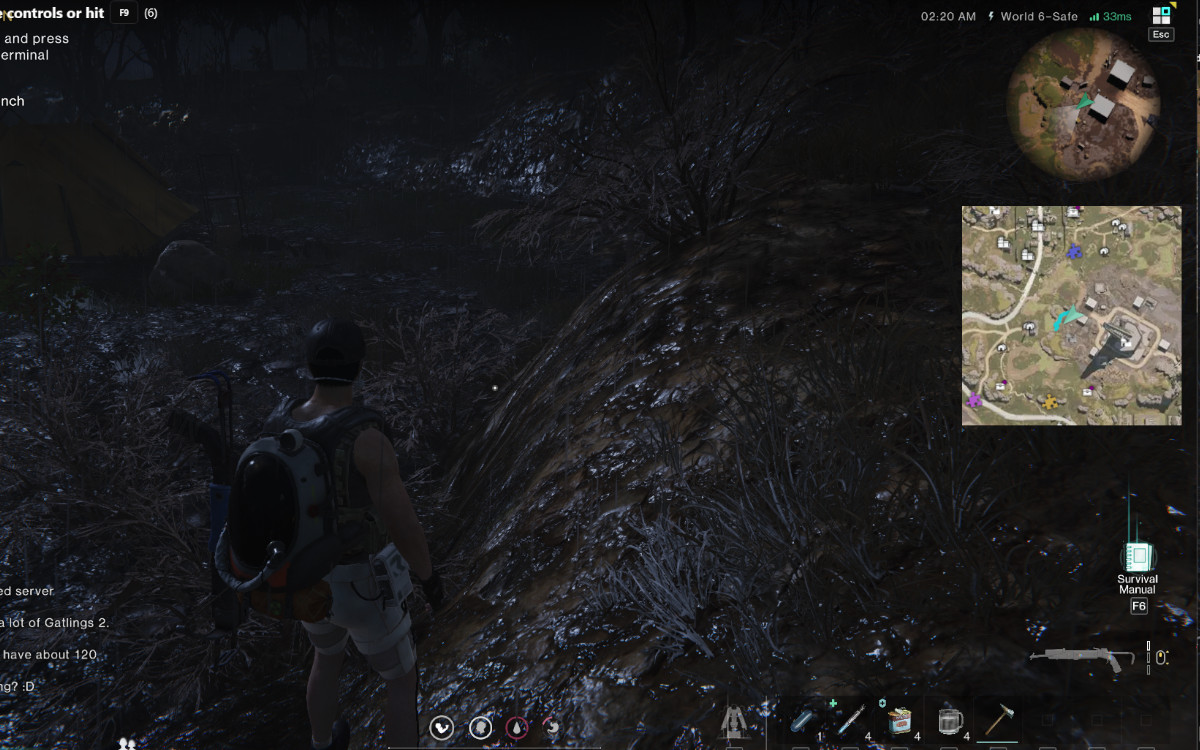 controls or hit F9 (6)
and press
erminal
nch
02:20 AM World 6-Safe 33ms
Esc
Survival
Manual
F6
ed server
a lot of Gatlings 2.
have about 120
ng? :D
1 4 4 4